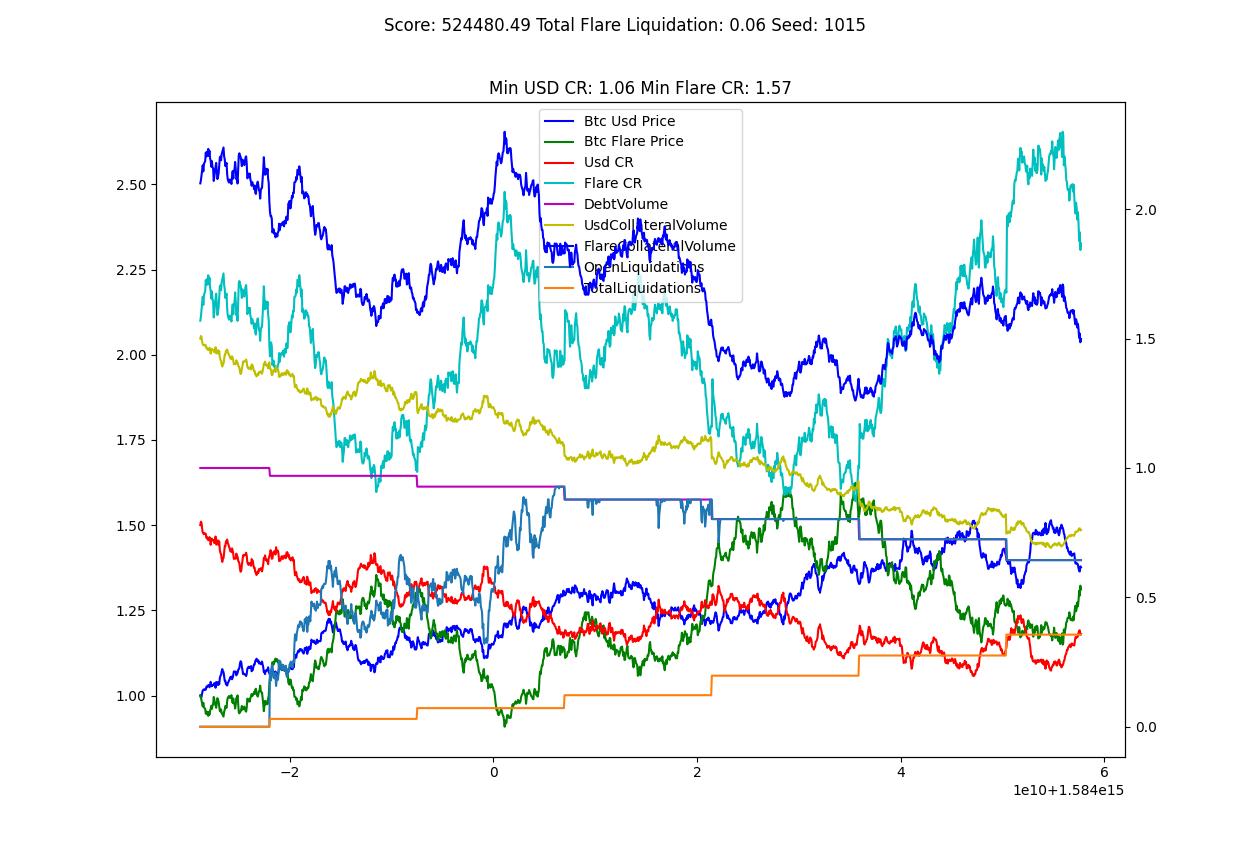 Score: 524480.49 Total Flare Liquidation: 0.06 Seed: 1015
Min USD CR: 1.06 Min Flare CR: 1.57
Btc Usd Price
Btc Flare Price
Usd CR
Flare CR
DebtVolume
UsdCollateralVolume
FlareCollateralVolume
OpenLiquidations
TotalLiquidations
2.50
2.25
2.00
1.75
1.50
1.25
1.00
2.0
1.5
1.0
0.5
0.0
−2 0 2 4 6
1e10+1.584e15